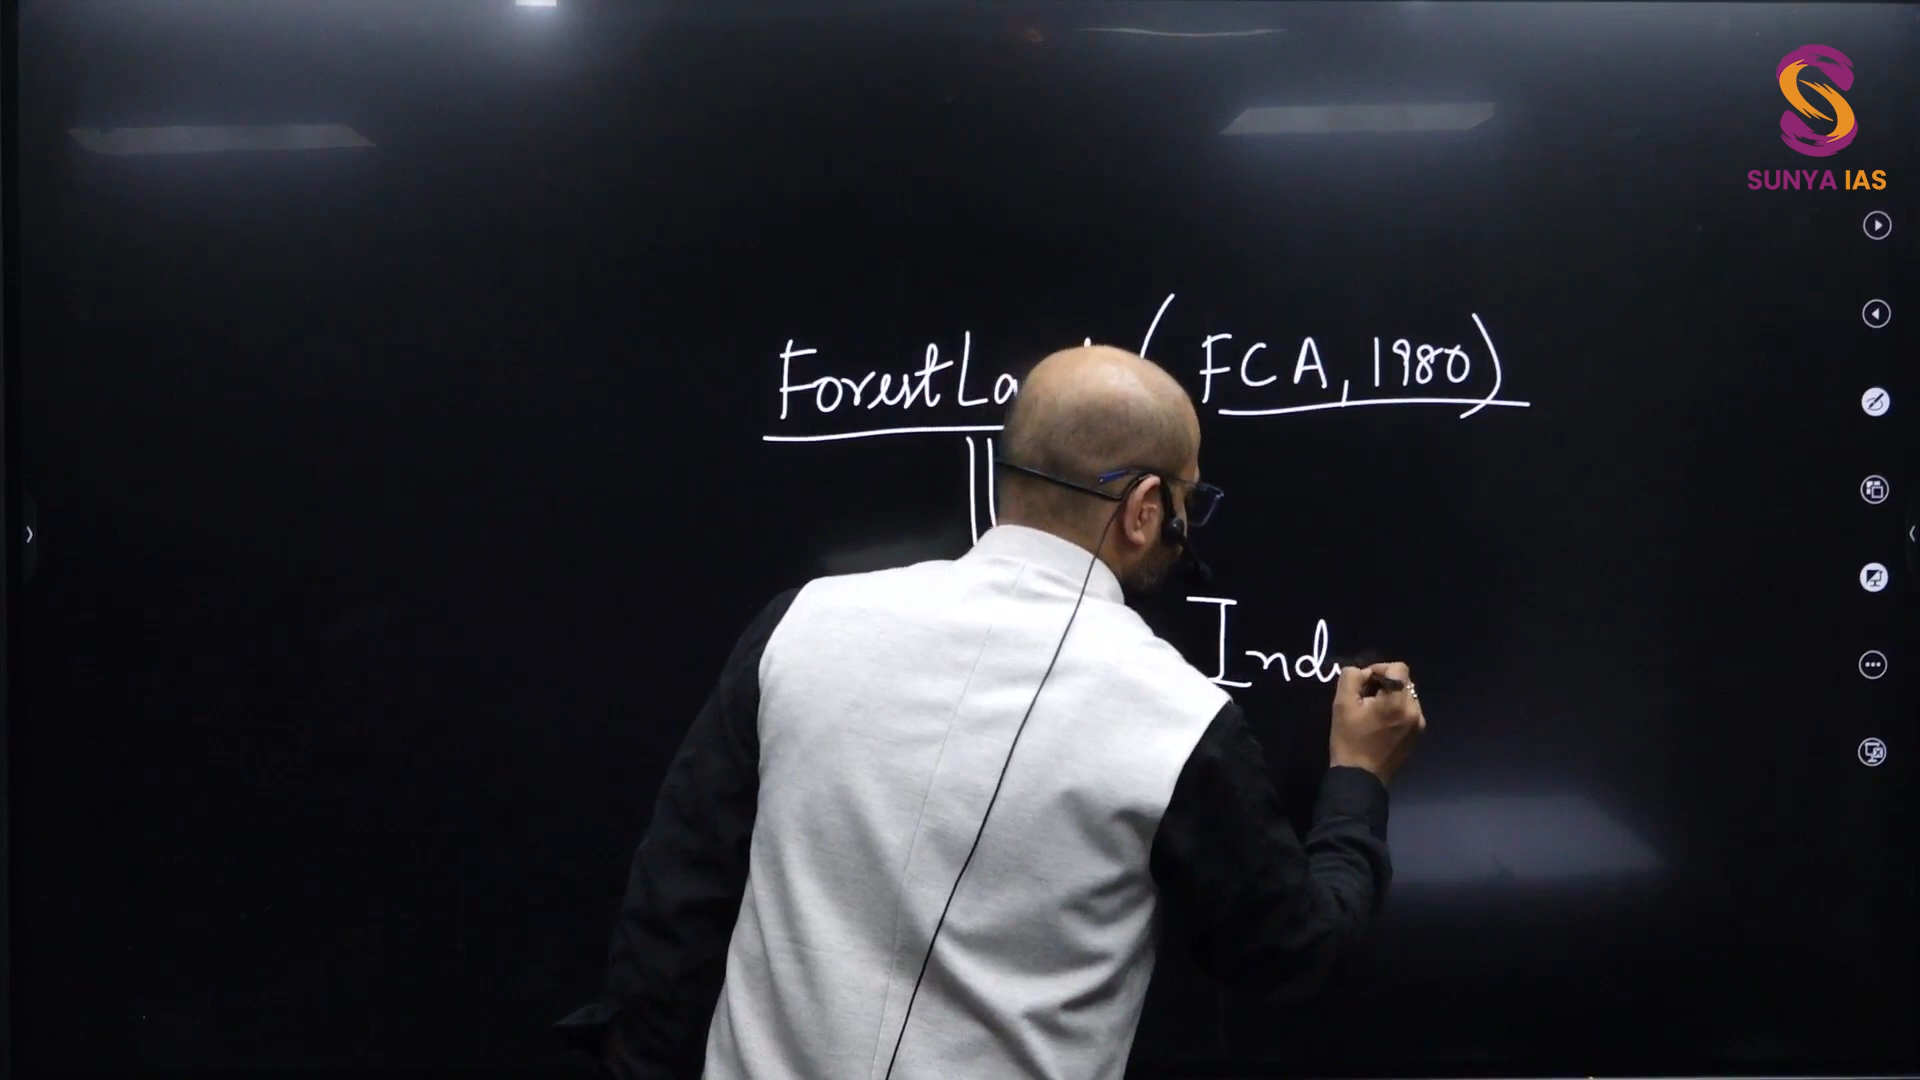 SUNYA IAS
Forest La ( FCA, 1980)
Ind